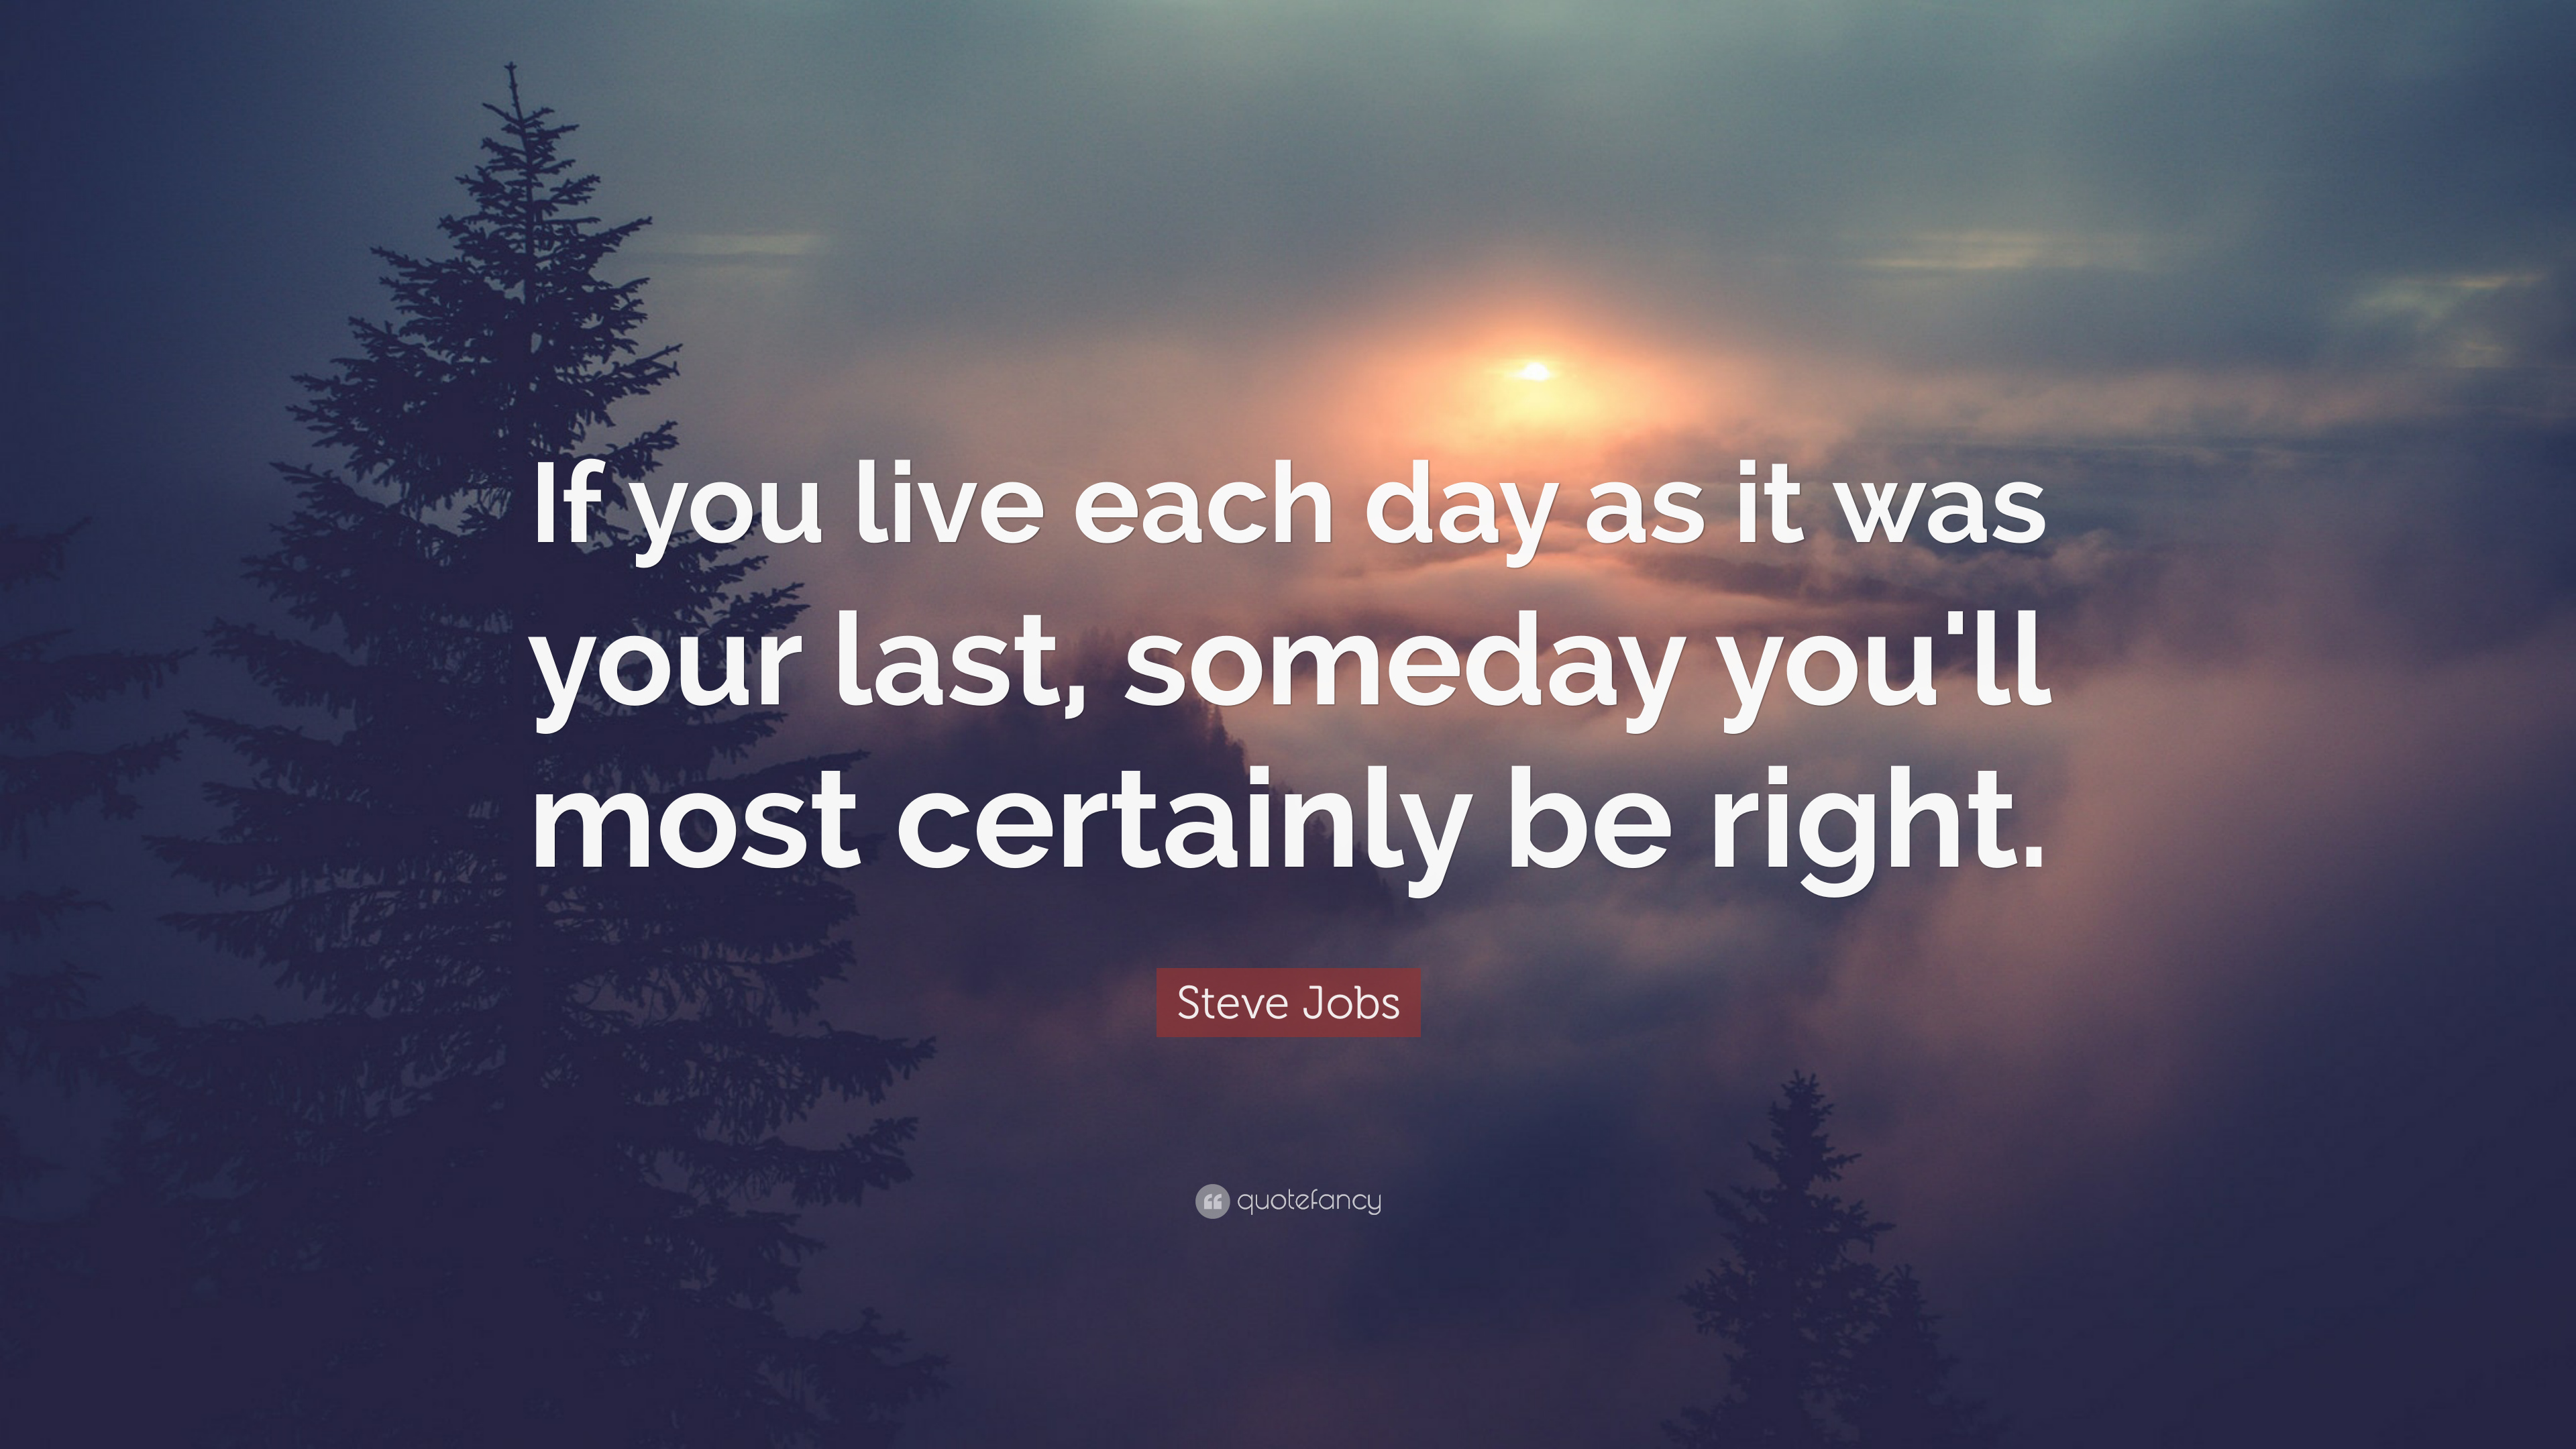 If you live each day as it was
your last, someday you'll
most certainly be right.
Steve Jobs
quotefancy